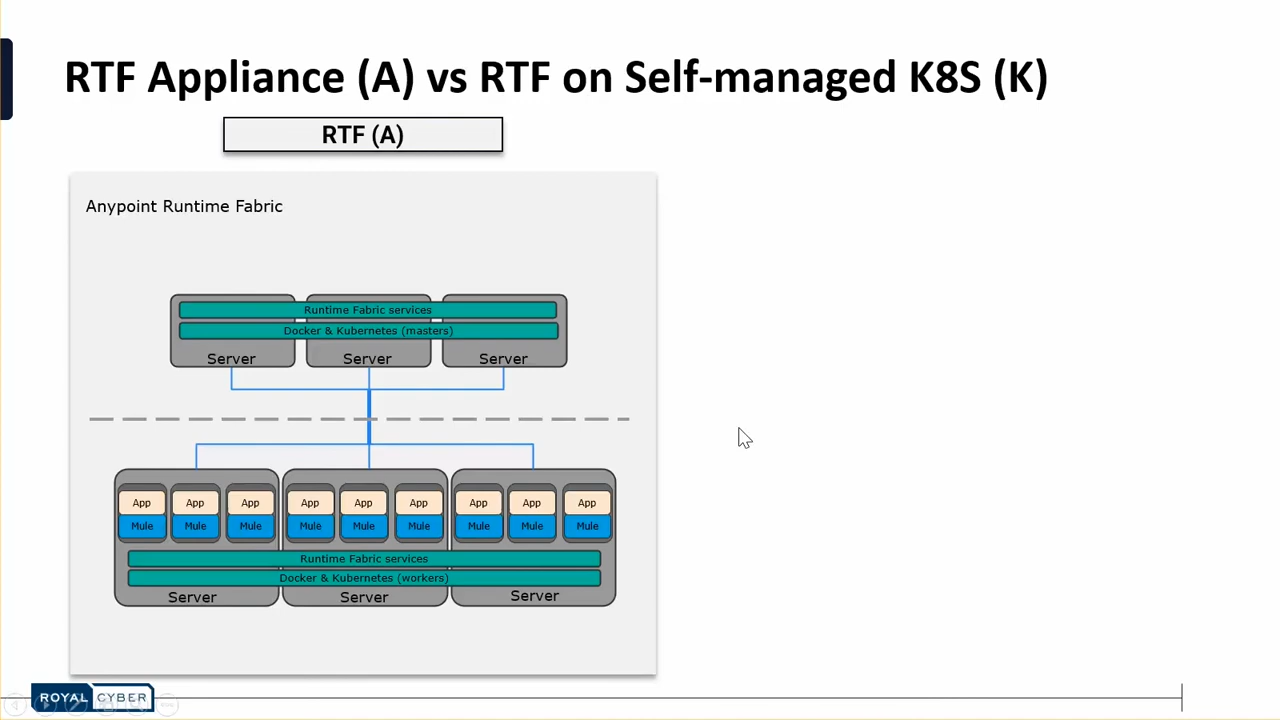 RTF Appliance (A) vs RTF on Self-managed K8S (K)
RTF (A)
Anypoint Runtime Fabric
Runtime Fabric services
Docker & Kubernetes (masters)
Server Server Server
App App App App App App App App App
Mule Mule Mule Mule Mule Mule Mule Mule Mule
Runtime Fabric services
Docker & Kubernetes (workers)
Server Server Server
ROYAL CYBER